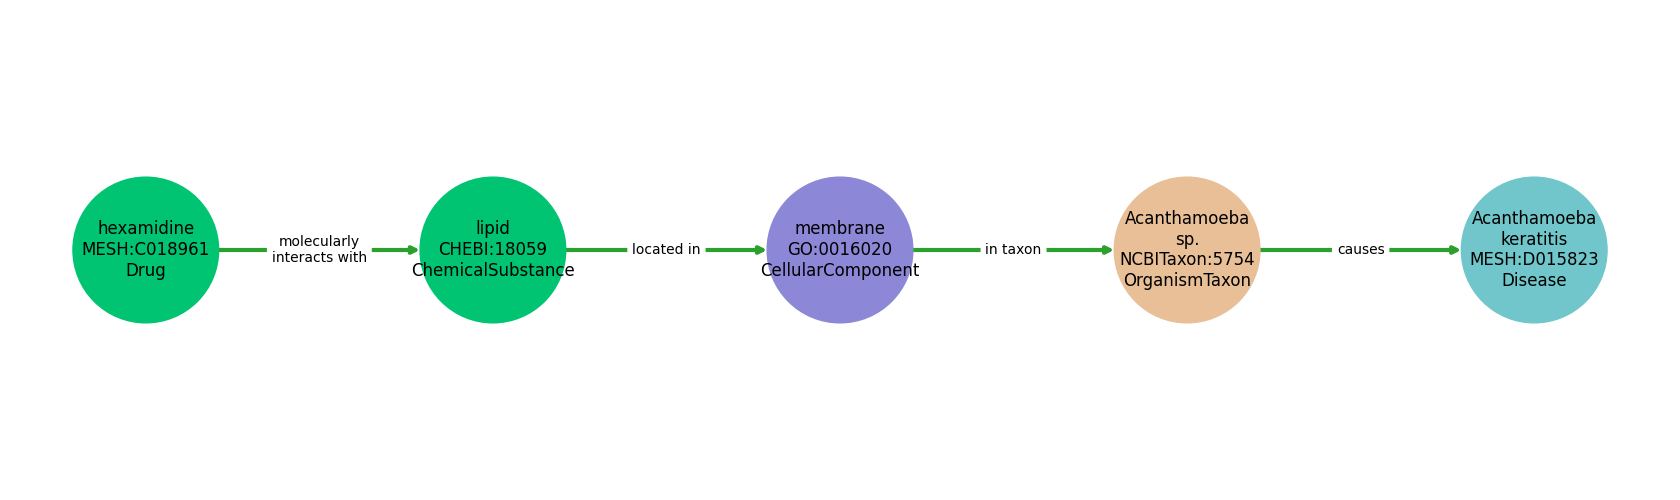 hexamidine
MESH:C018961
Drug
molecularly
interacts with
lipid
CHEBI:18059
ChemicalSubstance
located in
membrane
GO:0016020
CellularComponent
in taxon
Acanthamoeba
sp.
NCBITaxon:5754
OrganismTaxon
causes
Acanthamoeba
keratitis
MESH:D015823
Disease